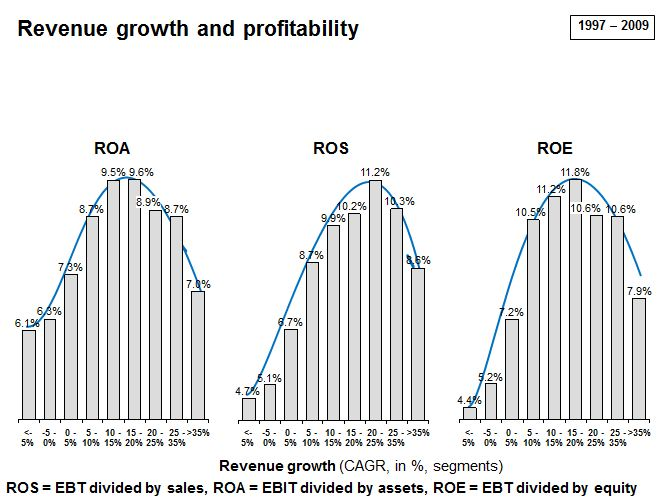 Revenue growth and profitability
1997 – 2009
ROA
ROS
ROE
6.1%
6.3%
7.3%
8.7%
9.5%
9.6%
8.9%
8.7%
7.0%
4.7%
5.1%
6.7%
8.7%
9.9%
10.2%
11.2%
10.3%
8.6%
4.4%
5.2%
7.2%
10.5%
11.2%
11.8%
10.6%
10.6%
7.9%
<- -5 - 0 - 5 - 10 - 15 - 20 - 25 - >35%
5% 0% 5% 10% 15% 20% 25% 35%
<- -5 - 0 - 5 - 10 - 15 - 20 - 25 - >35%
5% 0% 5% 10% 15% 20% 25% 35%
<- -5 - 0 - 5 - 10 - 15 - 20 - 25 - >35%
5% 0% 5% 10% 15% 20% 25% 35%
Revenue growth (CAGR, in %, segments)
ROS = EBT divided by sales, ROA = EBIT divided by assets, ROE = EBT divided by equity